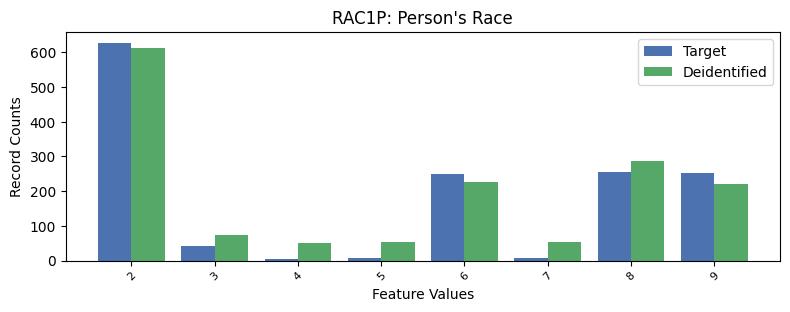 RAC1P: Person's Race
Target
Deidentified
Record Counts
600
500
400
300
200
100
0
2 3 4 5 6 7 8 9
Feature Values